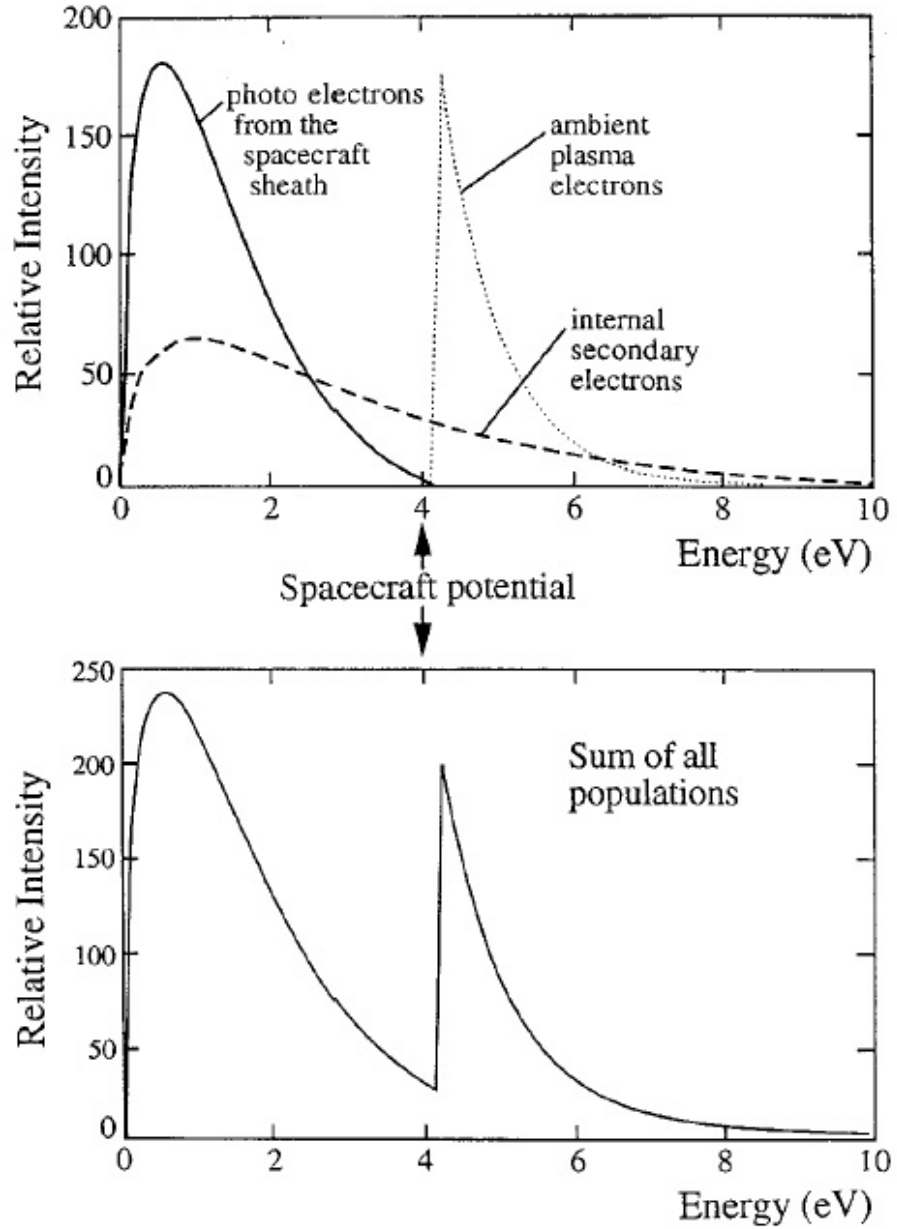 200
150
100
50
0
Relative Intensity
photo electrons
from the
spacecraft
sheath
ambient
plasma
electrons
internal
secondary
electrons
0 2 4 6 8 10
Energy (eV)
Spacecraft potential
250
200
150
100
50
0
Relative Intensity
Sum of all
populations
0 2 4 6 8 10
Energy (eV)